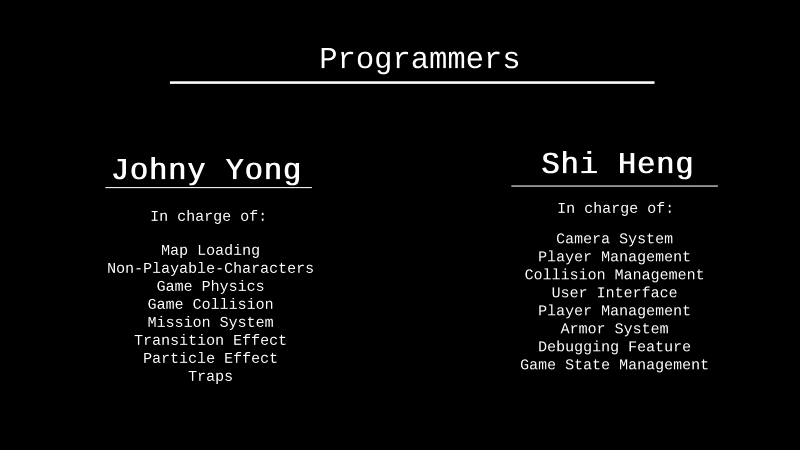 Programmers
Johny Yong
In charge of:
Map Loading
Non-Playable-Characters
Game Physics
Game Collision
Mission System
Transition Effect
Particle Effect
Traps
Shi Heng
In charge of:
Camera System
Player Management
Collision Management
User Interface
Player Management
Armor System
Debugging Feature
Game State Management